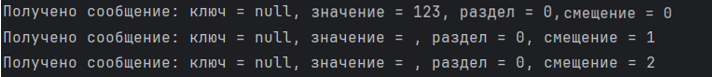 Получено сообщение: ключ = null, значение = 123, раздел = 0,смещение = 0
Получено сообщение: ключ = null, значение = , раздел = 0, смещение = 1
Получено сообщение: ключ = null, значение = , раздел = 0, смещение = 2